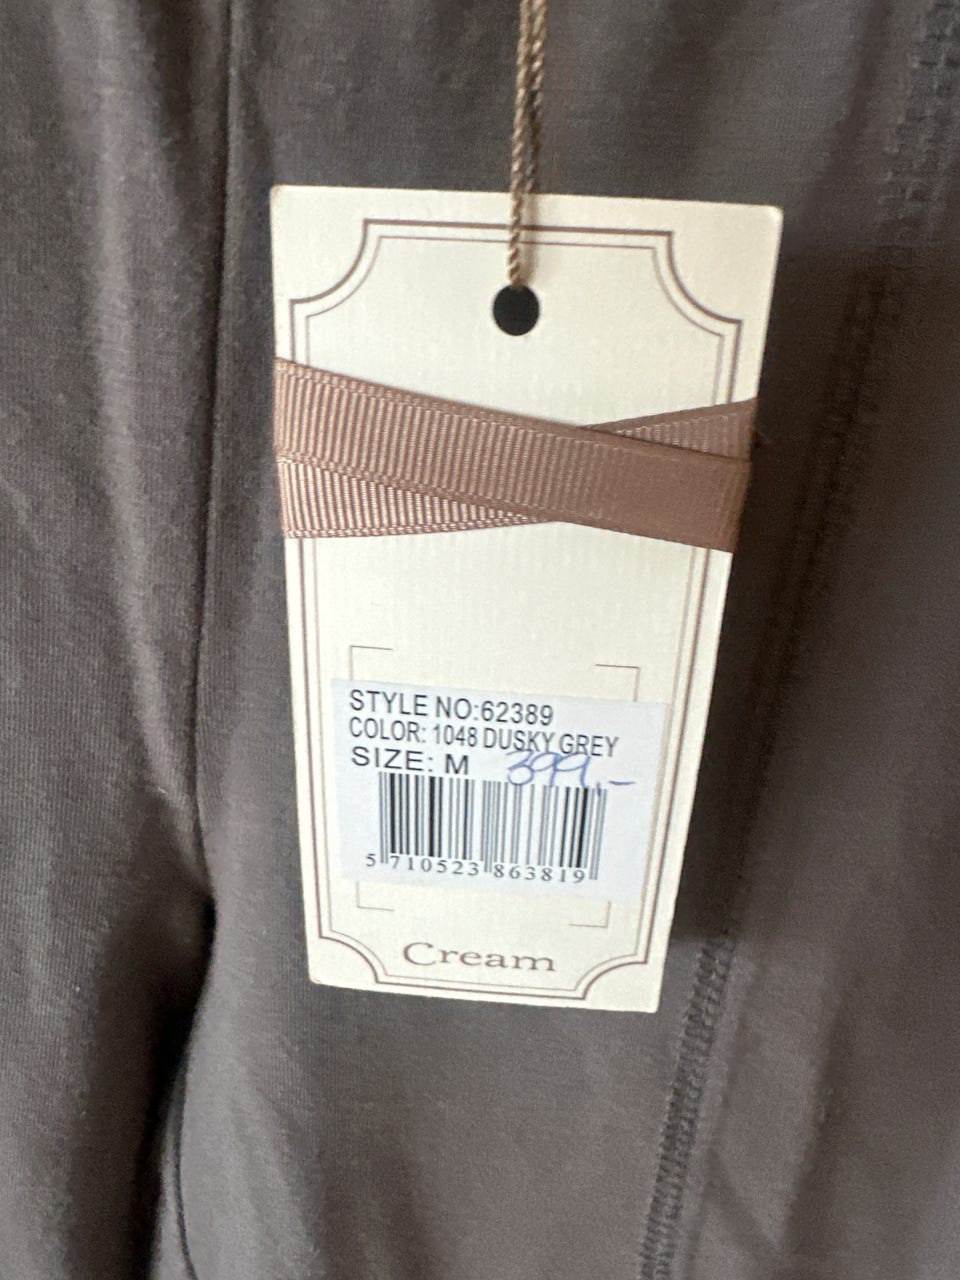 STYLE NO:62389
COLOR: 1048 DUSKY GREY
SIZE: M 399,-
5 710523 863819
Cream